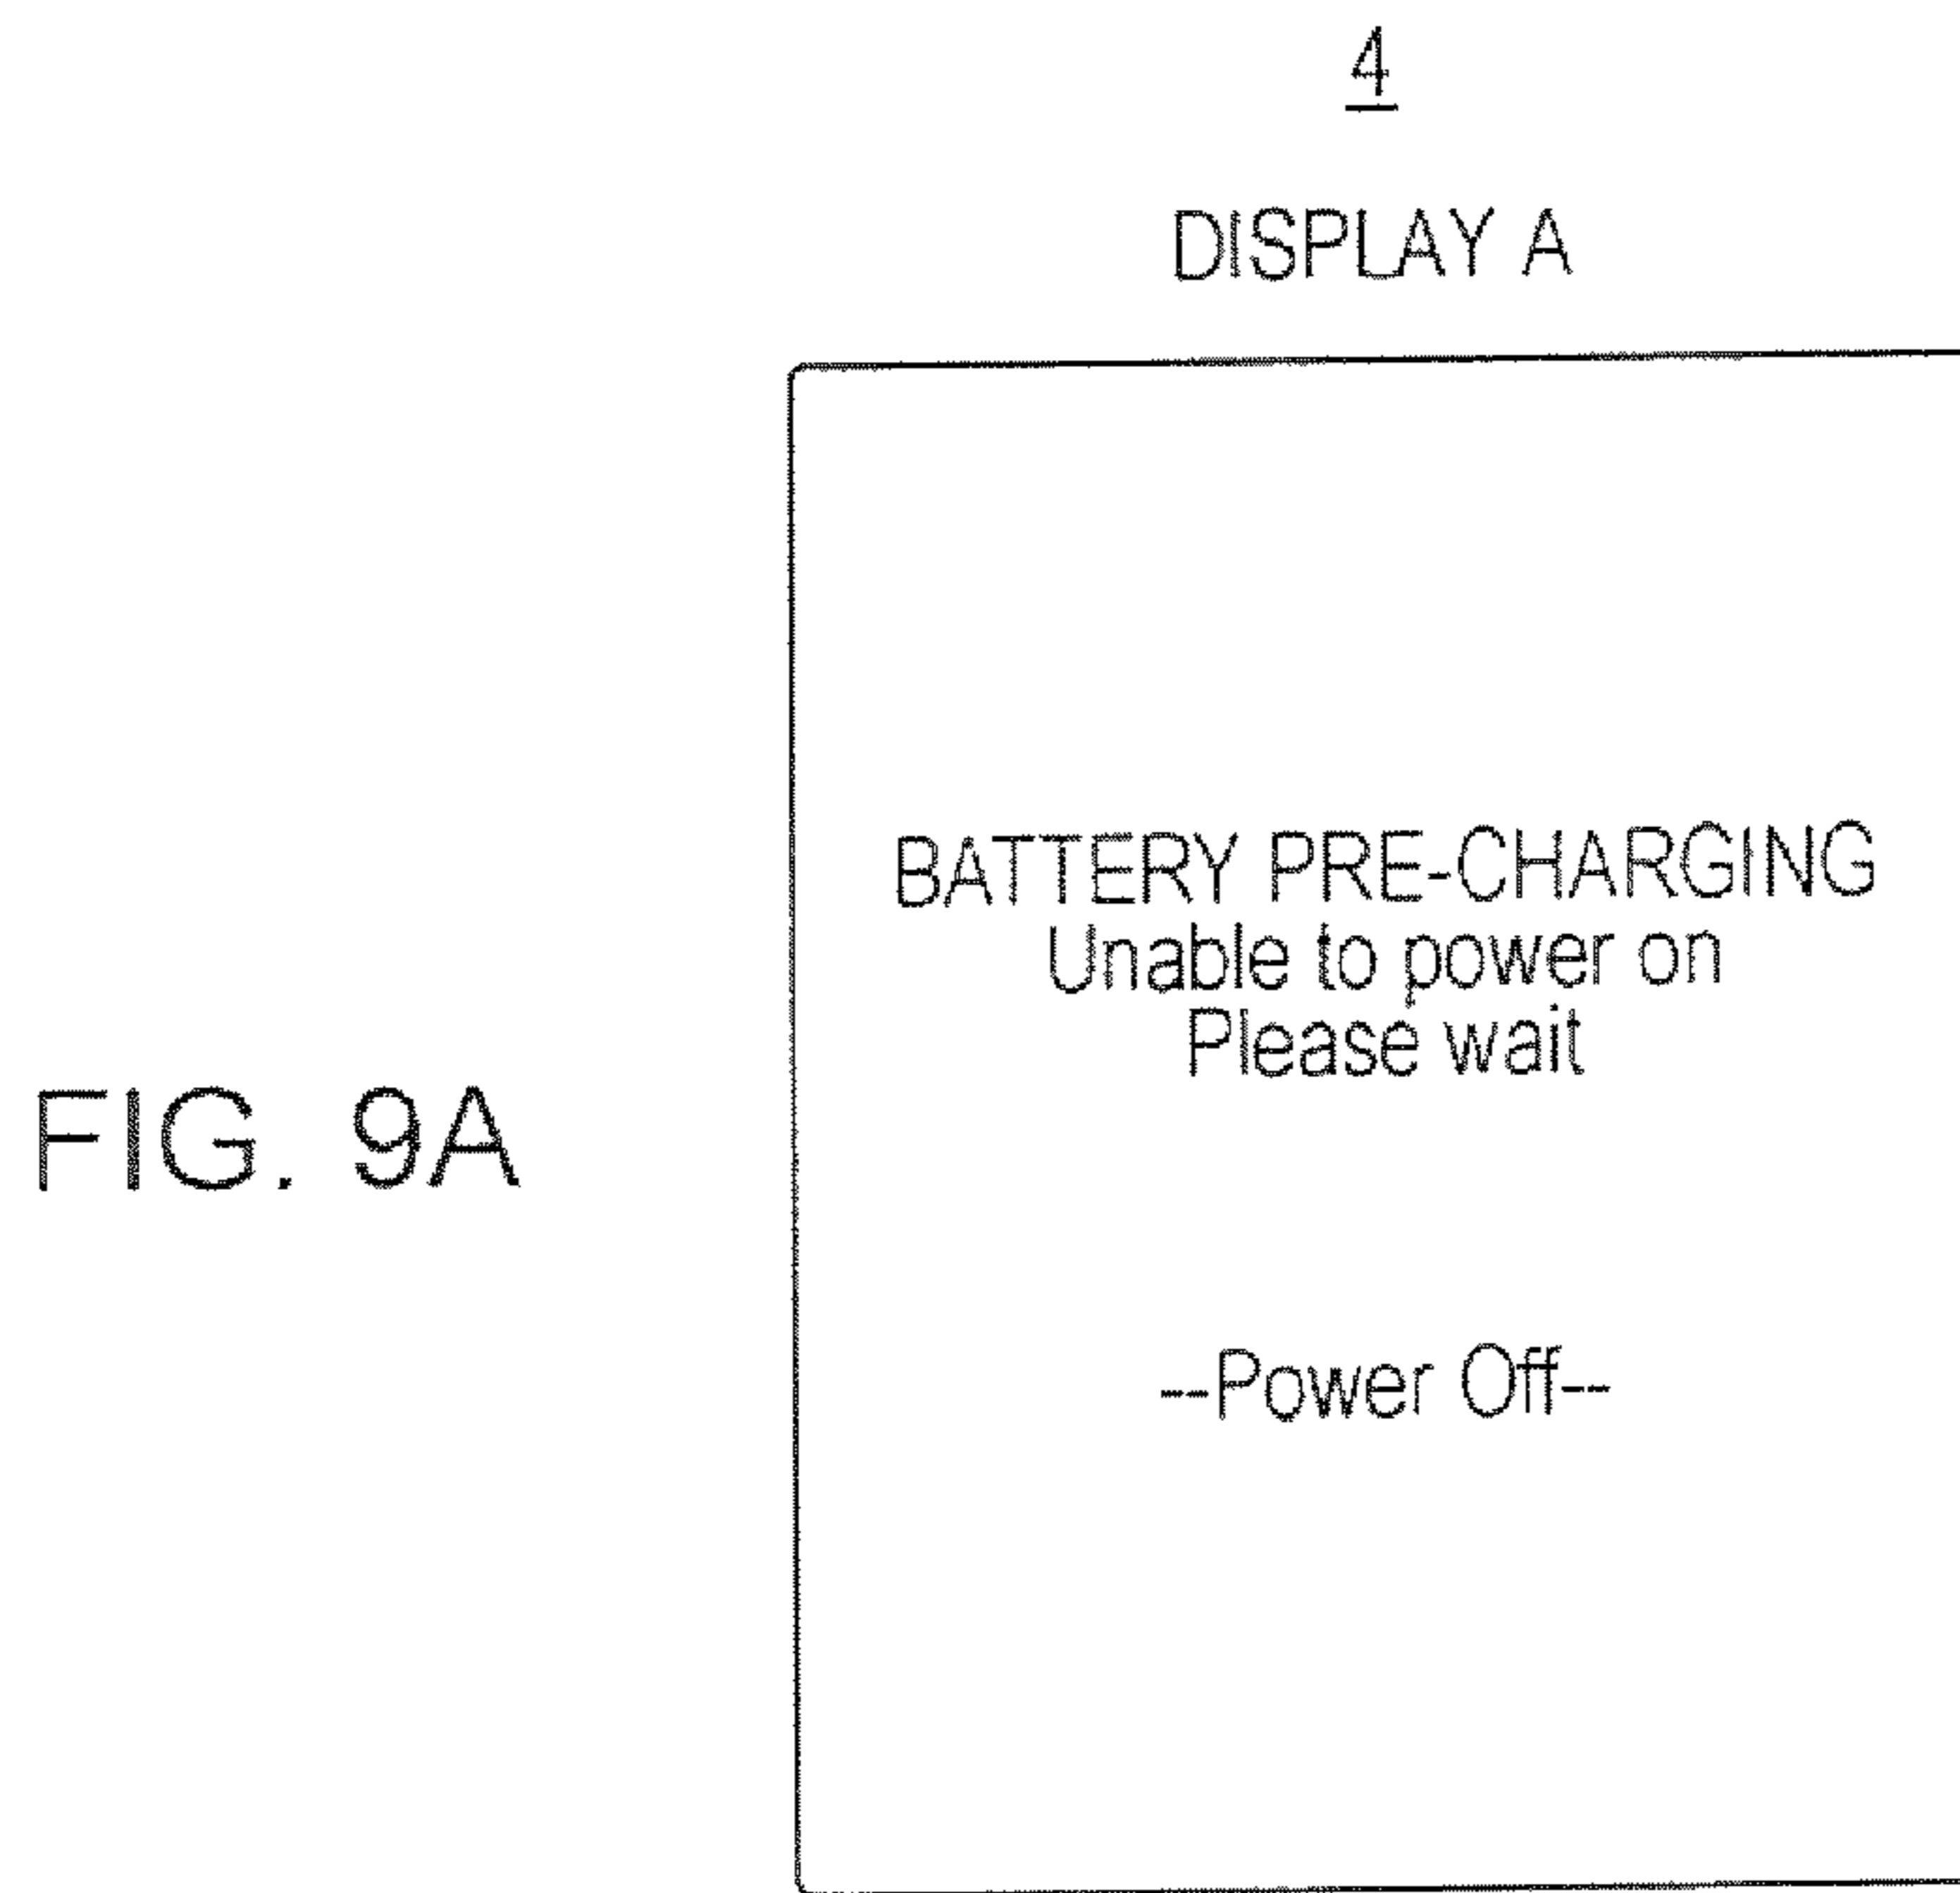 4
DISPLAY A
BATTERY PRE-CHARGING
Unable to power on
Please wait
FIG. 9A
--Power Off--